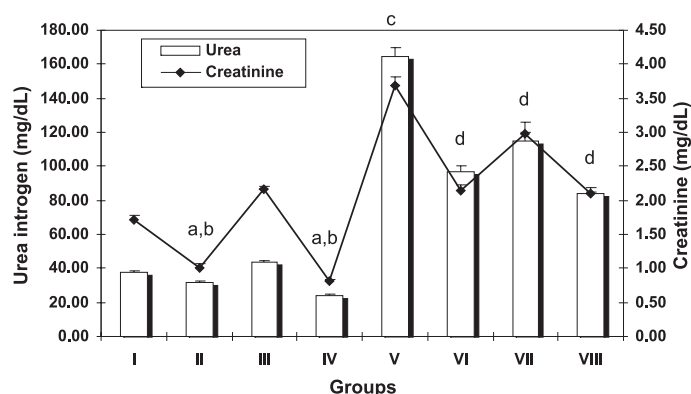 c
180.00
160.00
140.00
120.00
100.00
80.00
60.00
40.00
20.00
0.00
Urea introgen (mg/dL)
Urea
Creatinine
a,b
a,b
d
d
d
4.50
4.00
3.50
3.00
2.50
2.00
1.50
1.00
0.50
0.00
Creatinine (mg/dL)
I II III IV V VI VII VIII
Groups